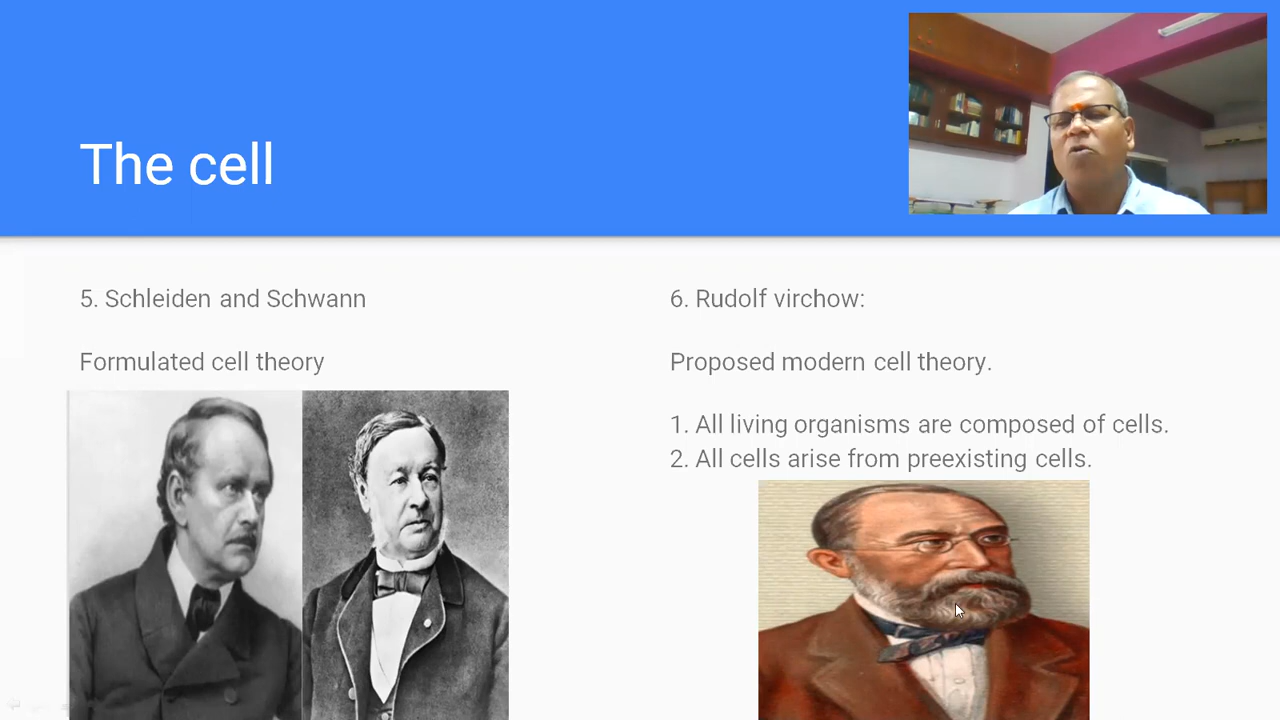 The cell
5. Schleiden and Schwann
Formulated cell theory
6. Rudolf virchow:
Proposed modern cell theory.
1. All living organisms are composed of cells.
2. All cells arise from preexisting cells.